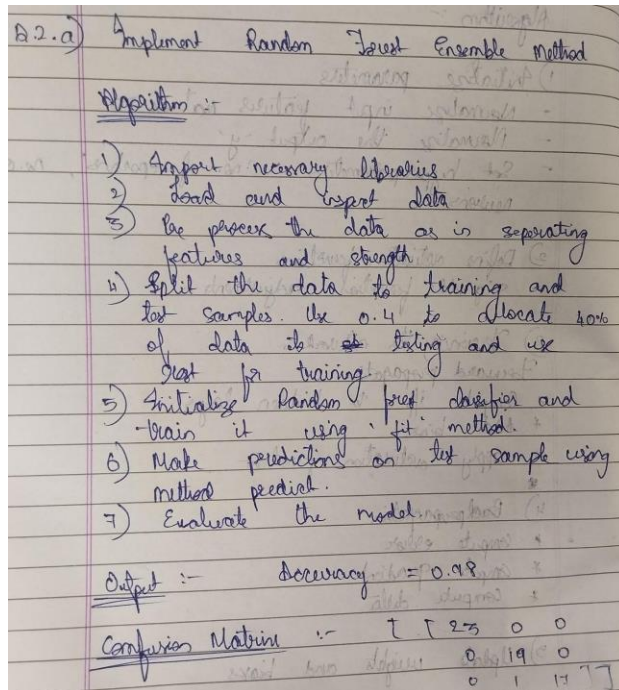 Q.2.a) Implement Random Forest Ensemble Method
Algorithm :-
1) Import necessary libraries
2) Load and inspect data
3) Pre process the data as in seperating
features and strength
4) Split the data to training and
test samples. Use 0.4 to allocate 40%
of data to testing and use
rest for training
5) Initialize Random forest classifier and
train it using 'fit' method.
6) Make predictions on test sample using
method predict.
7) Evaluate the model.
Output :- Accuracy = 0.98
Confusion Matrix :- [ [ 23 0 0
0 19 0
0 1 17 ] ]